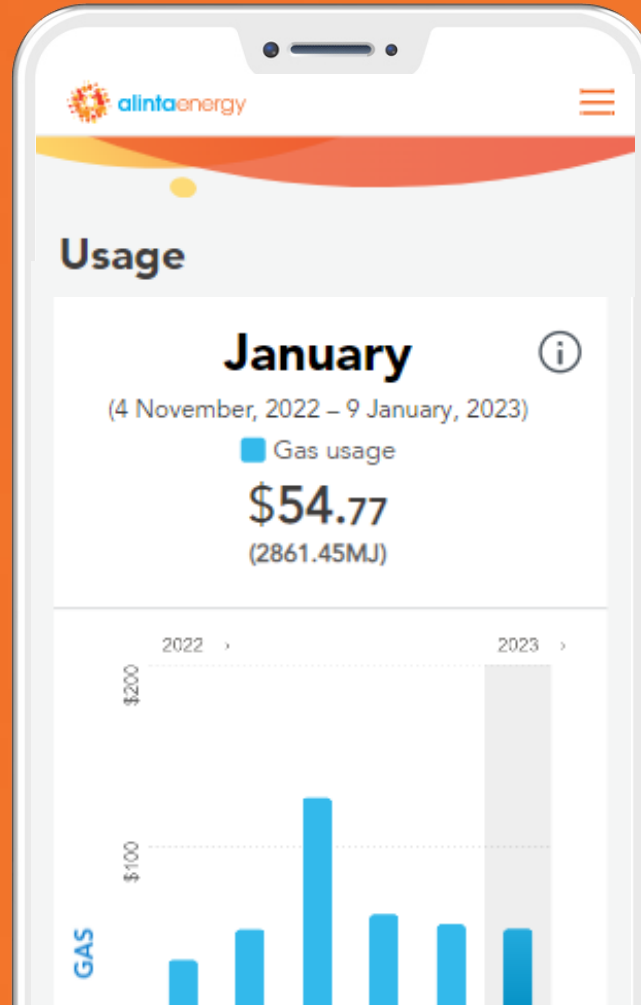 alintaenergy
Usage
January
(4 November, 2022 – 9 January, 2023)
Gas usage
$54.77
(2861.45MJ)
2022 ›
2023 ›
$200
$100
GAS